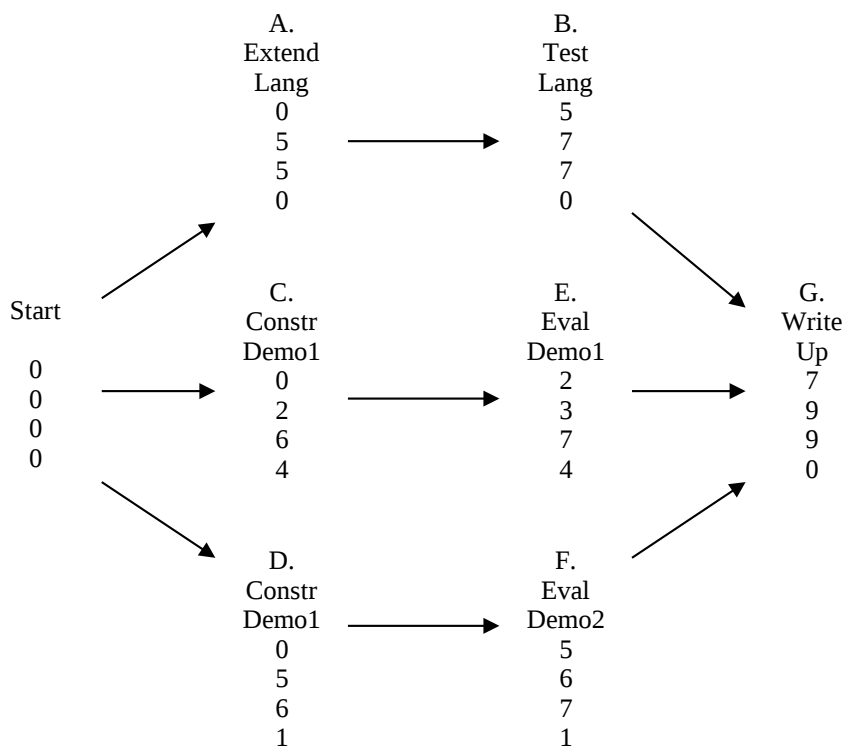 A.
Extend
Lang
0
5
5
0
B.
Test
Lang
5
7
7
0
Start
0
0
0
0
C.
Constr
Demo1
0
2
6
4
E.
Eval
Demo1
2
3
7
4
G.
Write
Up
7
9
9
0
D.
Constr
Demo1
0
5
6
1
F.
Eval
Demo2
5
6
7
1